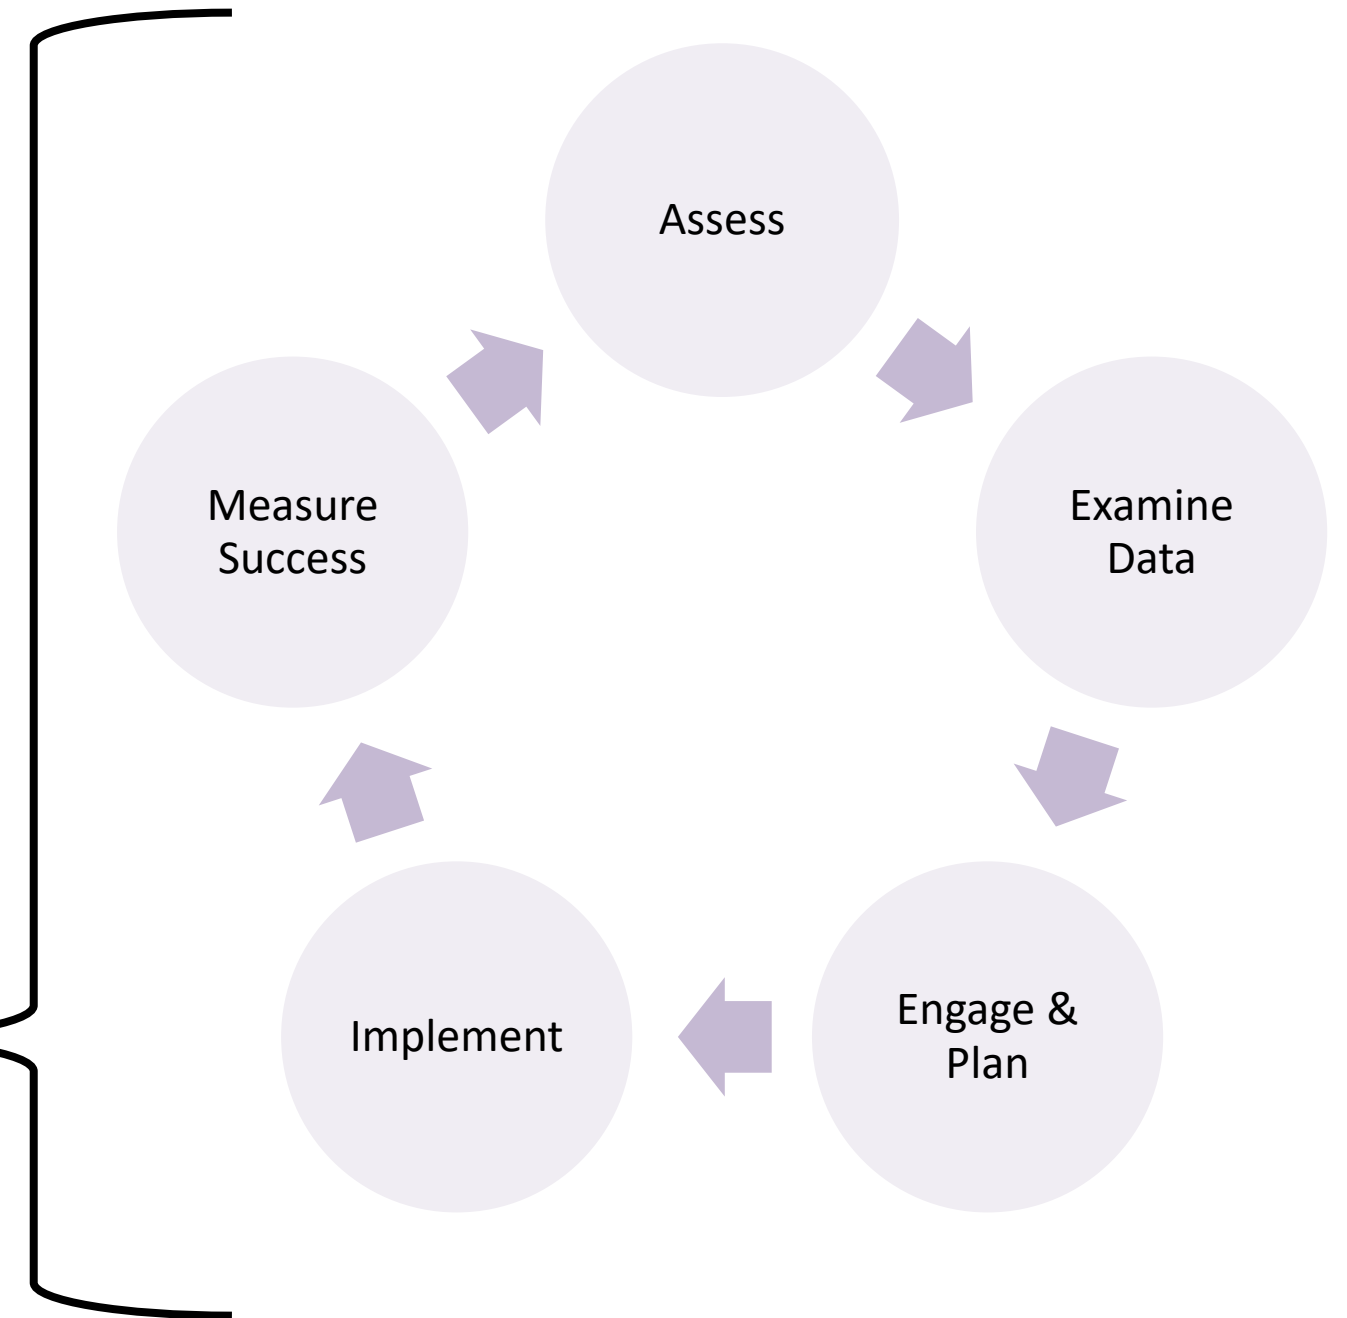 Assess
Examine
Data
Engage &
Plan
Implement
Measure
Success